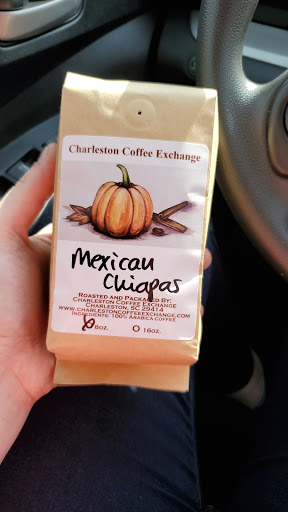 Charleston Coffee Exchange
Mexican
Chiapas
ROASTED AND PACKAGED BY:
CHARLESTON COFFEE EXCHANGE
CHARLESTON, SC 29414
WWW.CHARLESTONCOFFEEEXCHANGE.COM
INGREDIENTS: 100% ARABICA COFFEE
8oz. O 16oz.